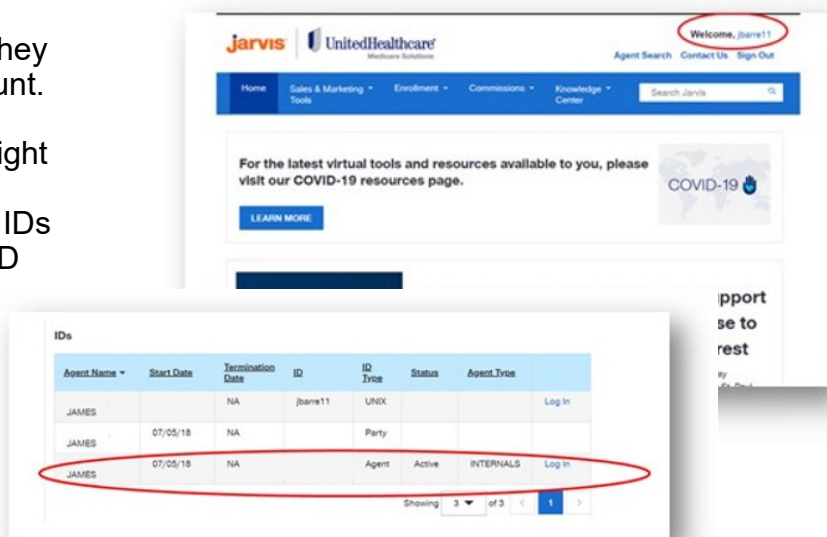 hey
unt.
ight
IDs
D
jarvis UnitedHealthcare
Medicare Solutions
Welcome, jbarre11
Agent Search Contact Us Sign Out
Home Sales & Marketing Tools Enrollment Commissions Knowledge Center Search Jarvis
For the latest virtual tools and resources available to you, please
visit our COVID-19 resources page.
COVID-19
LEARN MORE
pport
se to
rest
ay
IDs
Agent Name Start Date Termination Date ID ID Type Status Agent Type
JAMES NA jbarre11 UNIX Log In
JAMES 07/05/18 NA Party
JAMES 07/05/18 NA Agent Active INTERNALS Log In
Showing 3 of 3 < 1 >